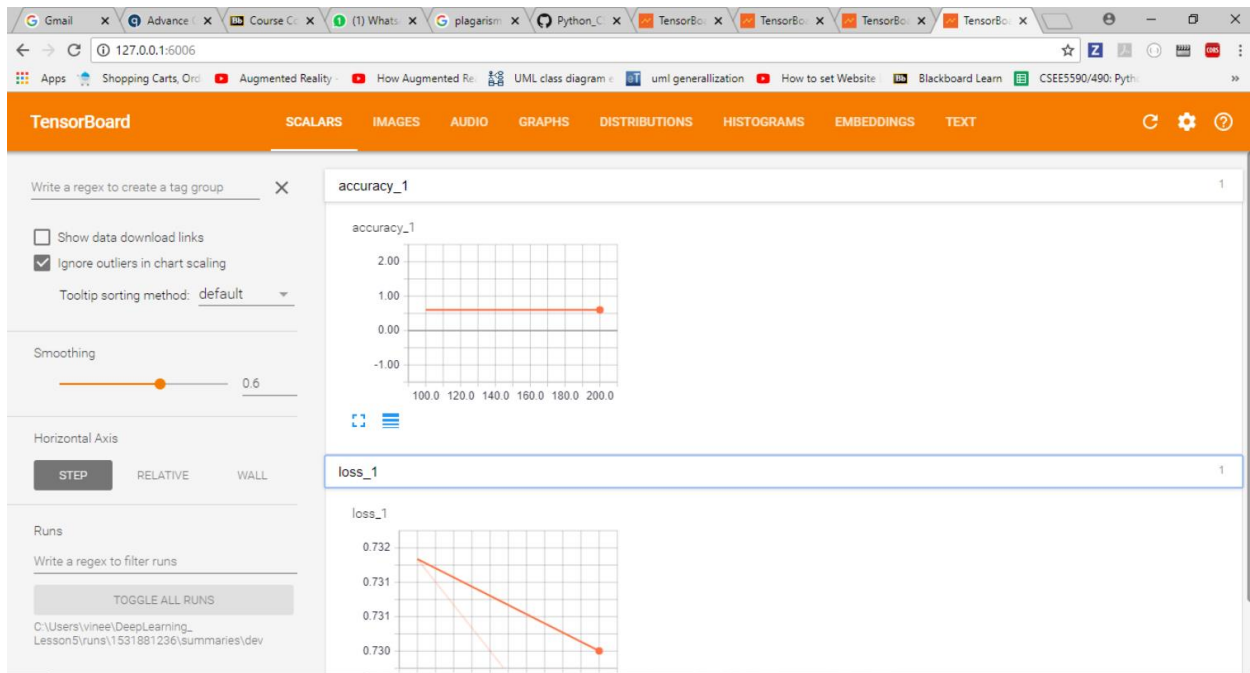 Gmail Advance ( Course Co (1) Whats plagarism Python_C TensorBoa TensorBoa TensorBoa TensorBoa
127.0.0.1:6006
Apps Shopping Carts, Ord Augmented Reality - How Augmented Re UML class diagram e uml generallization How to set Website Blackboard Learn CSEE5590/490: Pytho »
TensorBoard SCALARS IMAGES AUDIO GRAPHS DISTRIBUTIONS HISTOGRAMS EMBEDDINGS TEXT
Write a regex to create a tag group
Show data download links
Ignore outliers in chart scaling
Tooltip sorting method: default
Smoothing
0.6
Horizontal Axis
STEP RELATIVE WALL
Runs
Write a regex to filter runs
TOGGLE ALL RUNS
C:\Users\vinee\DeepLearning_
Lesson5\runs\1531881236\summaries\dev
accuracy_1 1
accuracy_1
2.00
1.00
0.00
-1.00
100.0 120.0 140.0 160.0 180.0 200.0
loss_1 1
loss_1
0.732
0.731
0.731
0.730